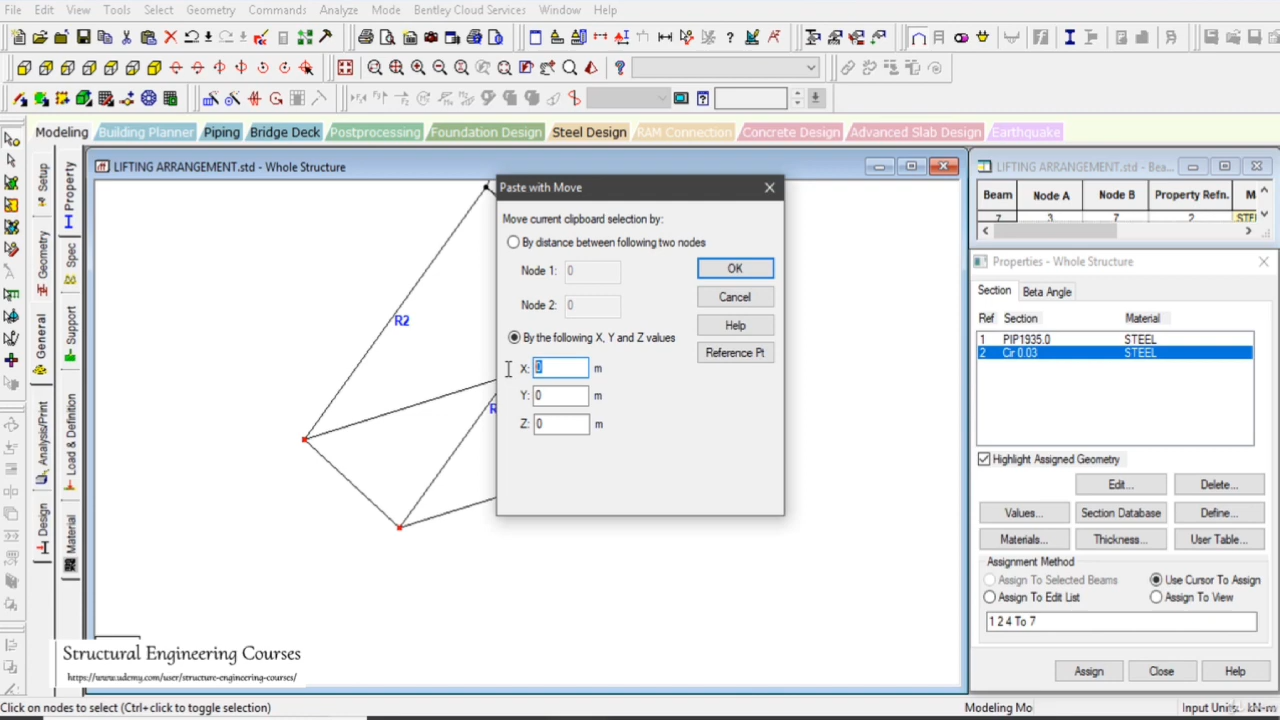 File Edit View Tools Select Geometry Commands Analyze Mode Bentley Cloud Services Window Help
Modeling Building Planner Piping Bridge Deck Postprocessing Foundation Design Steel Design RAM Connection Concrete Design Advanced Slab Design Earthquake
Setup
Geometry
General
Analysis/Print
Design
Property
Spec
Support
Load & Definition
Material
LIFTING ARRANGEMENT.std - Whole Structure
R2
R
Paste with Move
Move current clipboard selection by:
By distance between following two nodes
Node 1: 0
Node 2: 0
By the following X, Y and Z values
X: 0 m
Y: 0 m
Z: 0 m
OK
Cancel
Help
Reference Pt
LIFTING ARRANGEMENT.std - Bea...
Beam Node A Node B Property Refn. M
7 3 7 2 STE
Properties - Whole Structure
Section Beta Angle
Ref Section Material
1 PIP1935.0 STEEL
2 Cir 0.03 STEEL
Highlight Assigned Geometry
Edit... Delete...
Values... Section Database Define...
Materials... Thickness... User Table...
Assignment Method
Assign To Selected Beams Use Cursor To Assign
Assign To Edit List Assign To View
1 2 4 To 7
Assign Close Help
Structural Engineering Courses
https://www.udemy.com/user/structure-engineering-courses/
Click on nodes to select (Ctrl+click to toggle selection) Modeling Mo Input Units: kN-m